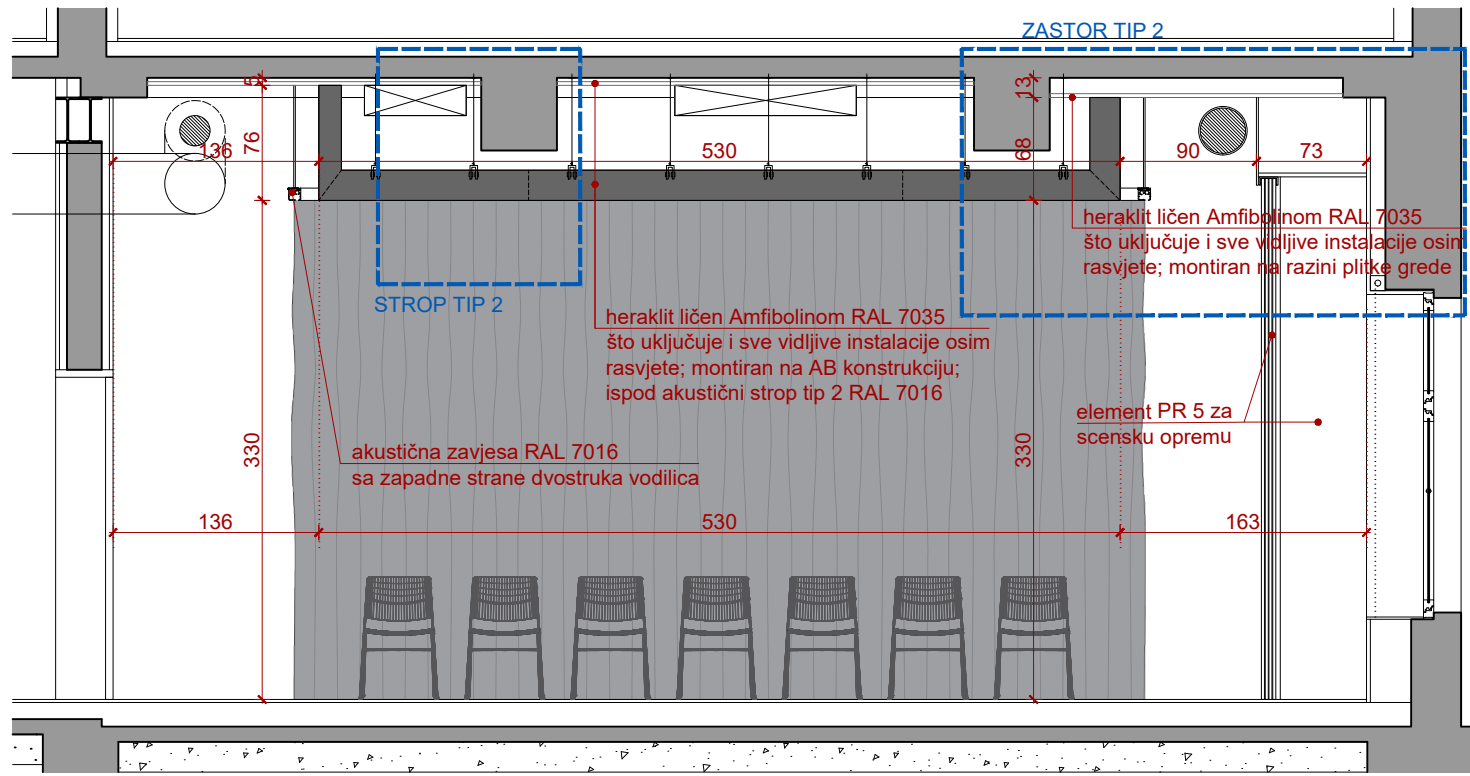 ZASTOR TIP 2
5
13
76
68
136
530
90
73
heraklit ličen Amfibolinom RAL 7035
što uključuje i sve vidljive instalacije osim
rasvjete; montiran na razini plitke grede
STROP TIP 2
heraklit ličen Amfibolinom RAL 7035
što uključuje i sve vidljive instalacije osim
rasvjete; montiran na AB konstrukciju;
ispod akustični strop tip 2 RAL 7016
element PR 5 za
scensku opremu
330
330
akustična zavjesa RAL 7016
sa zapadne strane dvostruka vodilica
136
530
163